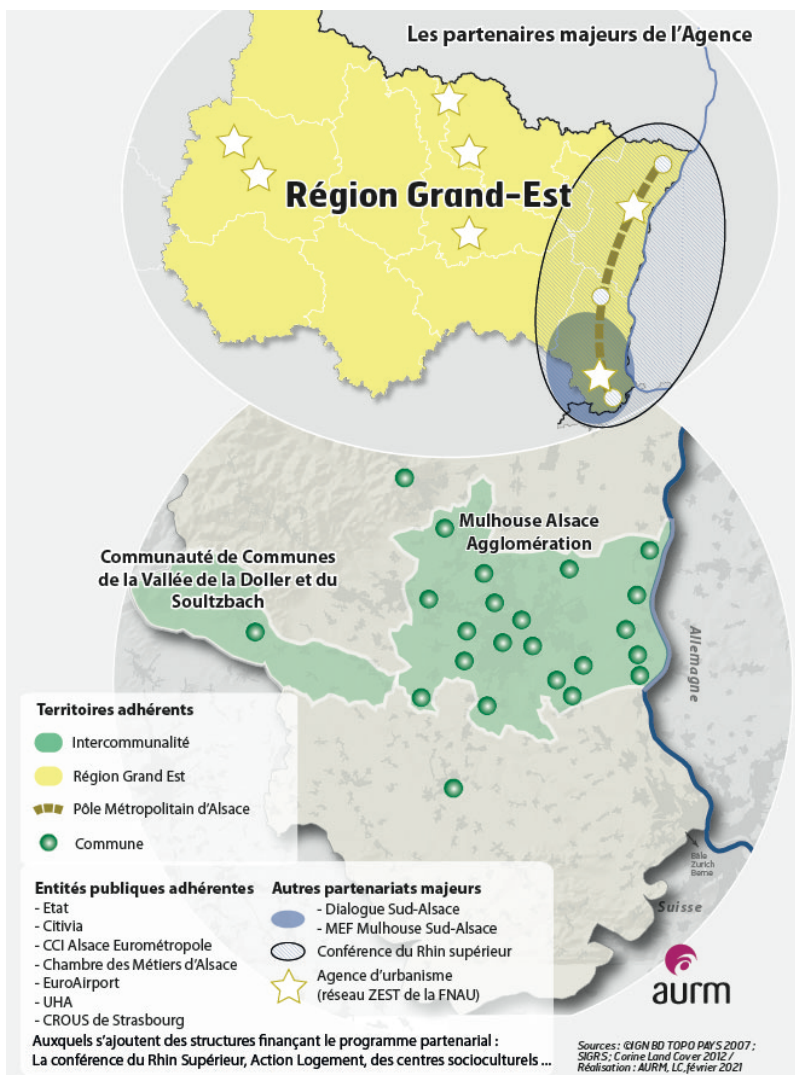 Les partenaires majeurs de l'Agence
Région Grand-Est
Mulhouse Alsace
Agglomération
Communauté de Communes
de la Vallée de la Doller et du
Soultzbach
Allemagne
Bâle
Zurich
Berne
Suisse
Territoires adhérents
Intercommunalité
Région Grand Est
Pôle Métropolitain d'Alsace
Commune
Entités publiques adhérentes
- Etat
- Citivia
- CCI Alsace Eurométropole
- Chambre des Métiers d'Alsace
- EuroAirport
- UHA
- CROUS de Strasbourg
Autres partenariats majeurs
- Dialogue Sud-Alsace
- MEF Mulhouse Sud-Alsace
Conférence du Rhin supérieur
Agence d'urbanisme
(réseau ZEST de la FNAU)
Auxquels s'ajoutent des structures finançant le programme partenarial :
La conférence du Rhin Supérieur, Action Logement, des centres socioculturels ...
aurm
Sources : ©IGN BD TOPO PAYS 2007 ;
SIGRS ; Corine Land Cover 2012 /
Réalisation : AURM, LC,février 2021